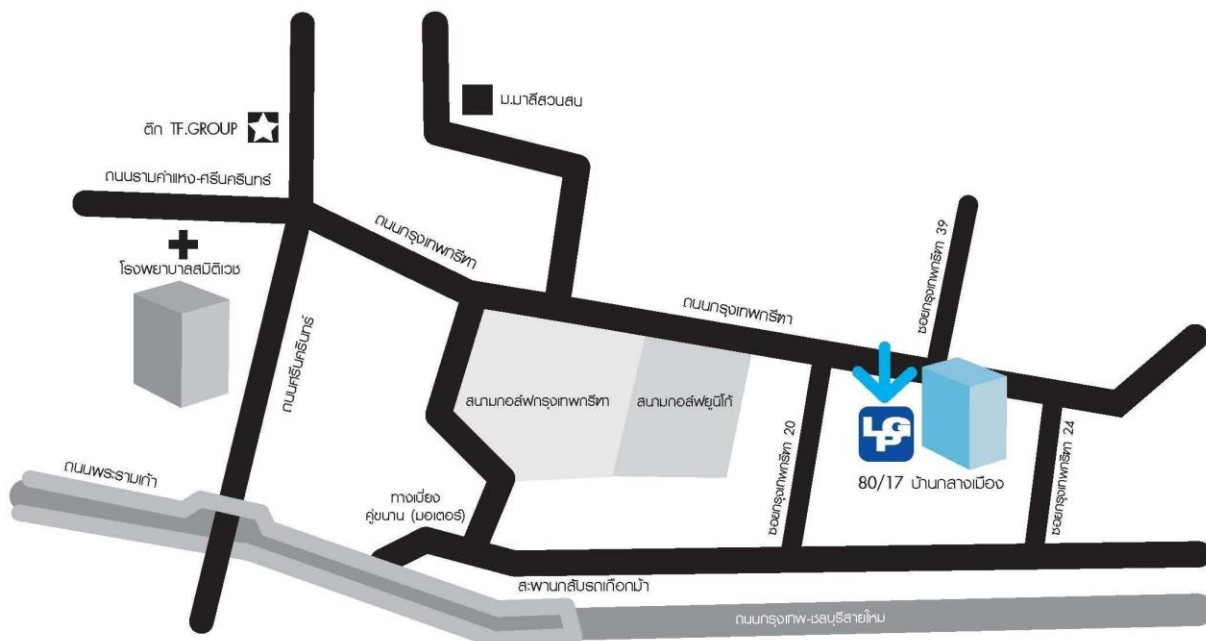 ม.มาลีสวนสน
ตึก TF.GROUP
ถนนรามคำแหง-ศรีนครินทร์
ถนนกรุงเทพกรีฑา
โรงพยาบาลสมิติเวช
ซอยกรุงเทพกรีฑา 39
ถนนกรุงเทพกรีฑา
ถนนศรีนครินทร์
สนามกอล์ฟกรุงเทพกรีฑา
สนามกอล์ฟยูนิโก้
LPG
ซอยกรุงเทพกรีฑา 20
ซอยกรุงเทพกรีฑา 24
80/17 บ้านกลางเมือง
ถนนพระรามเก้า
ทางเบี่ยง
คู่ขนาน (มอเตอร์)
สะพานกลับรถเกือกม้า
ถนนกรุงเทพ-ชลบุรีสายใหม่